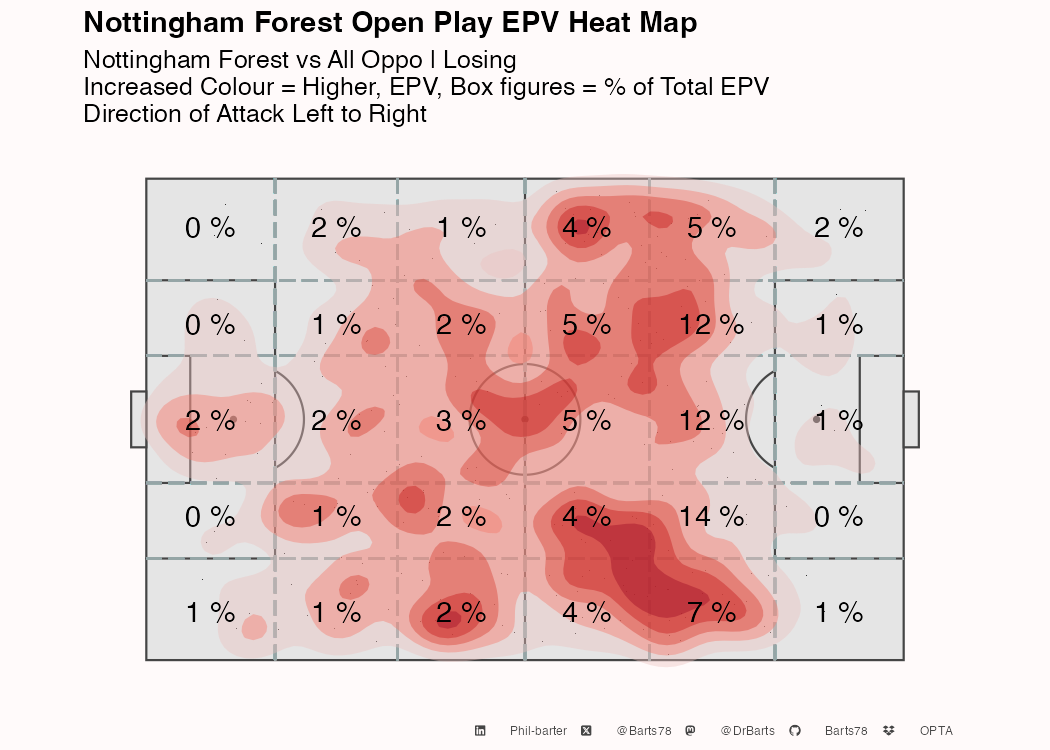 Nottingham Forest Open Play EPV Heat Map
Nottingham Forest vs All Oppo | Losing
Increased Colour = Higher, EPV, Box figures = % of Total EPV
Direction of Attack Left to Right
0 % 2 % 1 % 4 % 5 % 2 %
0 % 1 % 2 % 5 % 12 % 1 %
2 % 2 % 3 % 5 % 12 % 1 %
0 % 1 % 2 % 4 % 14 % 0 %
1 % 1 % 2 % 4 % 7 % 1 %
Phil-barter @Barts78 @DrBarts Barts78 OPTA